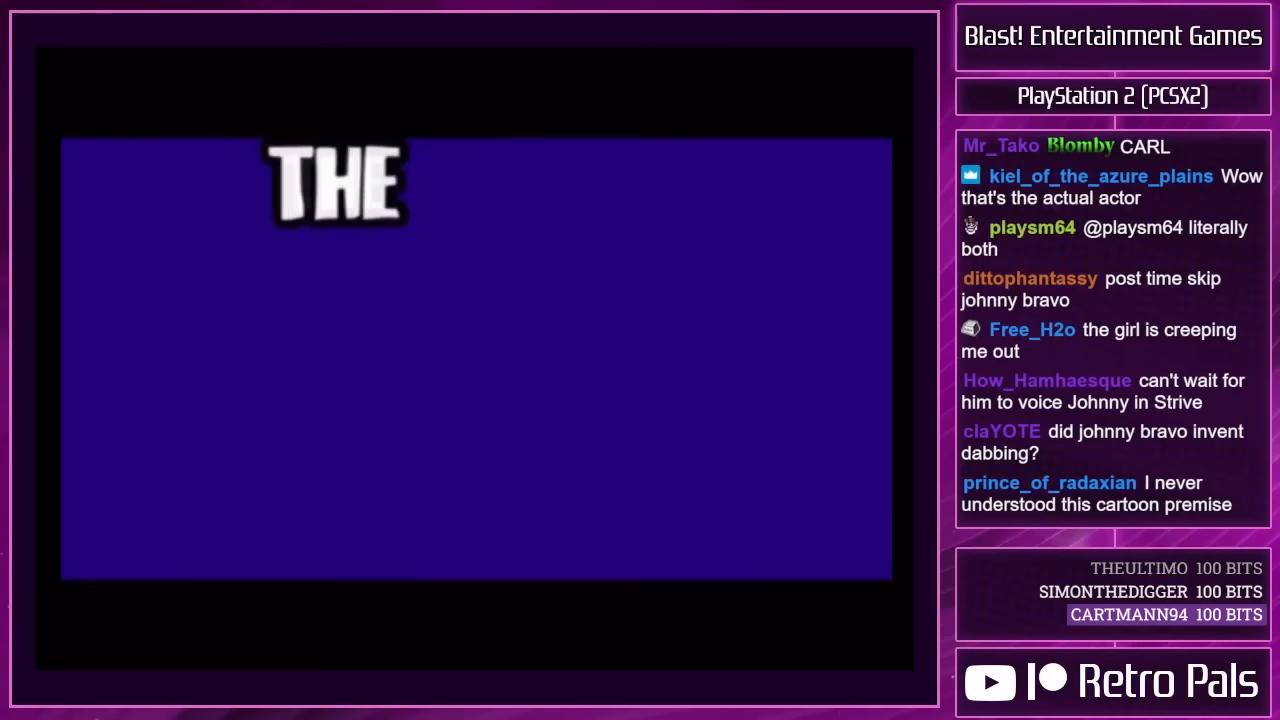 THE
Blast! Entertainment Games
PlayStation 2 (PCSX2)
Mr_Tako Blomby CARL
kiel_of_the_azure_plains Wow
that's the actual actor
playsm64 @playsm64 literally
both
dittophantassy post time skip
johnny bravo
Free_H2o the girl is creeping
me out
How_Hamhaesque can't wait for
him to voice Johnny in Strive
claYOTE did johnny bravo invent
dabbing?
prince_of_radaxian I never
understood this cartoon premise
THEULTIMO 100 BITS
SIMONTHEDIGGER 100 BITS
CARTMANN94 100 BITS
Retro Pals